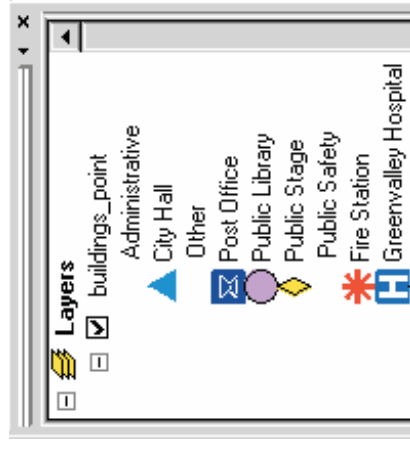 Layers
buildings_point
Administrative
City Hall
Other
Post Office
Public Library
Public Stage
Public Safety
Fire Station
Greenvalley Hospital